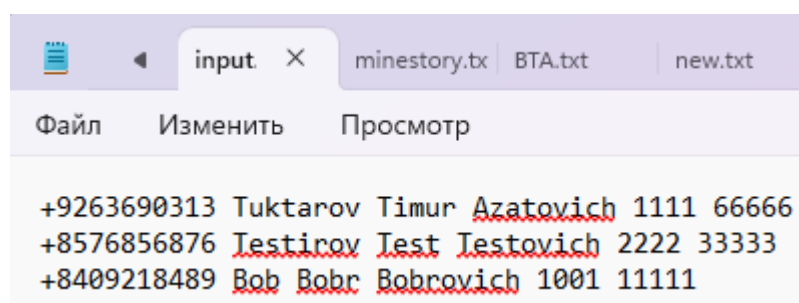 input. minestory.tx BTA.txt new.txt
Файл Изменить Просмотр
+9263690313 Tuktarov Timur Azatovich 1111 66666
+8576856876 Testirov Test Testovich 2222 33333
+8409218489 Bob Bobr Bobrovich 1001 11111